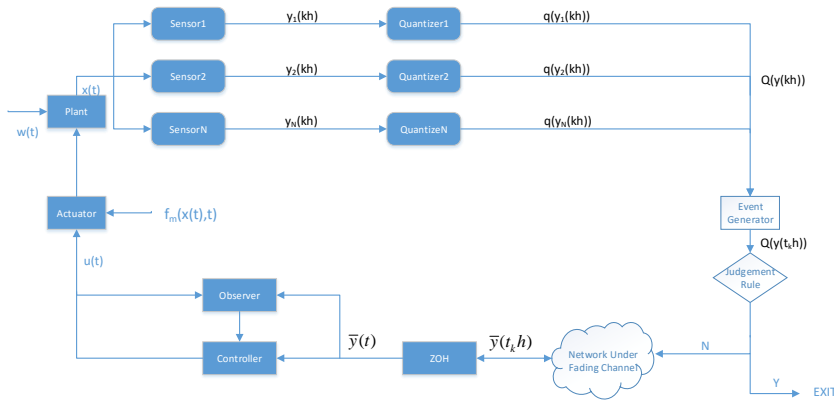 Sensor1 y₁(kh) Quantizer1 q(y₁(kh))
Sensor2 y₂(kh) Quantizer2 q(y₂(kh))
Q(y(kh))
x(t)
Plant
w(t)
SensorN yN(kh) QuantizeN q(yN(kh))
Actuator
fm(x(t),t)
Event
Generator
Q(y(tₖh))
u(t)
Judgement
Rule
Observer
y̅(t)
y̅(tₖh)
Controller
ZOH
Network Under
Fading Channel
N
Y
EXIT